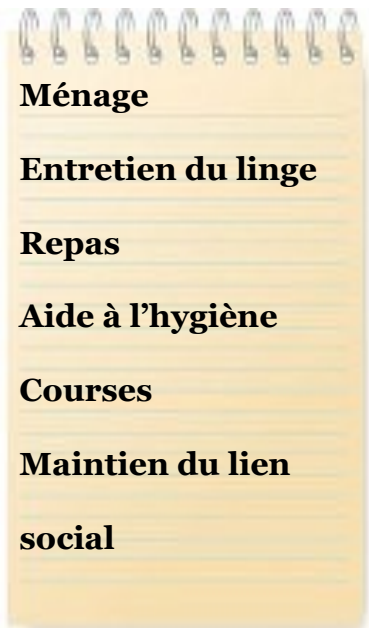 Ménage
Entretien du linge
Repas
Aide à l’hygiène
Courses
Maintien du lien
social